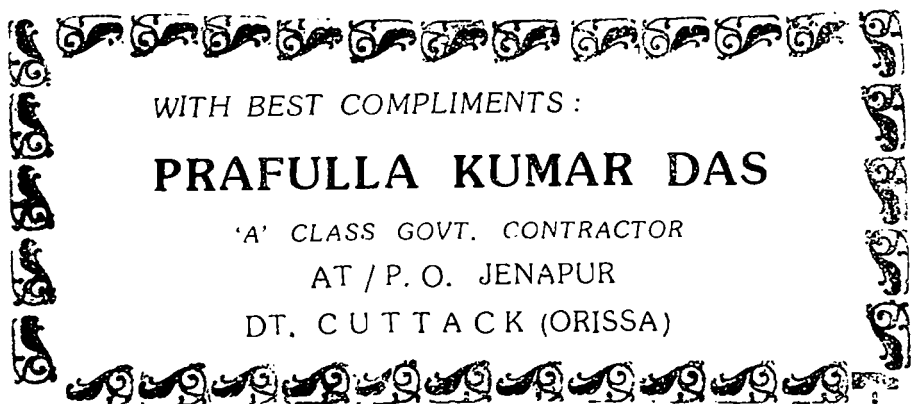 WITH BEST COMPLIMENTS :
PRAFULLA KUMAR DAS
'A' CLASS GOVT. CONTRACTOR
AT / P. O. JENAPUR
DT. C U T T A C K (ORISSA)